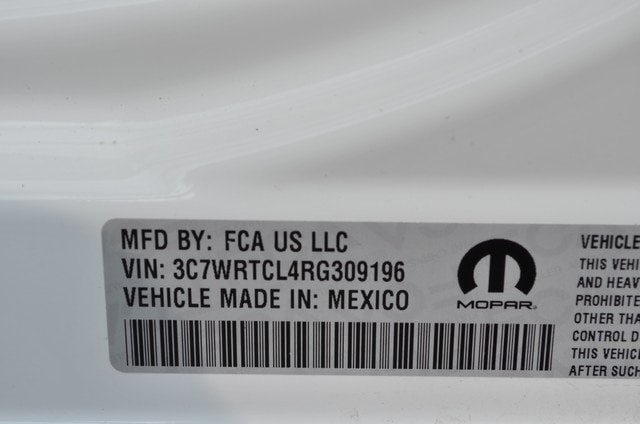 MFD BY: FCA US LLC
VIN: 3C7WRTCL4RG309196
VEHICLE MADE IN: MEXICO
MOPAR
VEHICLE
THIS VEHI
AND HEAV
PROHIBITE
OTHER THA
CONTROL D
THIS VEHIC
AFTER SUCH